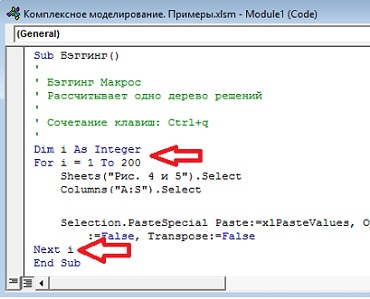 Комплексное моделирование. Примеры.xlsm - Module1 (Code)
(General)
Sub Бэггинг()
'
' Бэггинг Макрос
' Рассчитывает одно дерево решений
'
' Сочетание клавиш: Ctrl+q
'
Dim i As Integer
For i = 1 To 200
Sheets("Рис. 4 и 5").Select
Columns("A:S").Select
Selection.PasteSpecial Paste:=xlPasteValues, O
:=False, Transpose:=False
Next i
End Sub